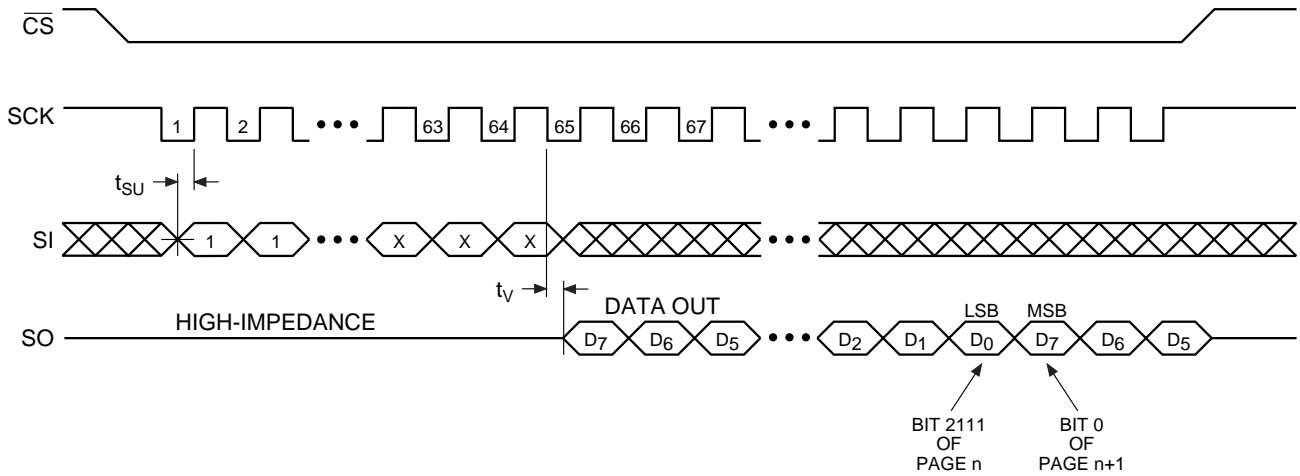 CS
SCK
1 2 ••• 63 64 65 66 67 •••
tSU
SI
1 1 ••• X X X •••
tV
HIGH-IMPEDANCE
DATA OUT
LSB MSB
SO
D7 D6 D5 ••• D2 D1 D0 D7 D6 D5
BIT 2111
OF
PAGE n
BIT 0
OF
PAGE n+1